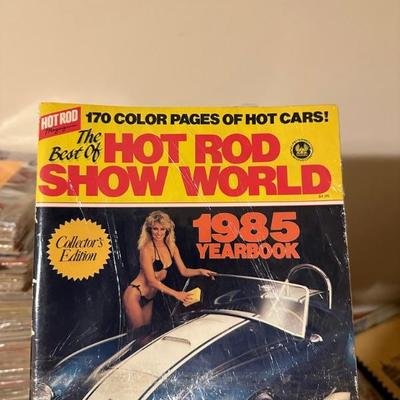 HOT ROD
170 COLOR PAGES OF HOT CARS!
The
Best Of HOT ROD
SHOW WORLD
1985
YEARBOOK
Collector's
Edition